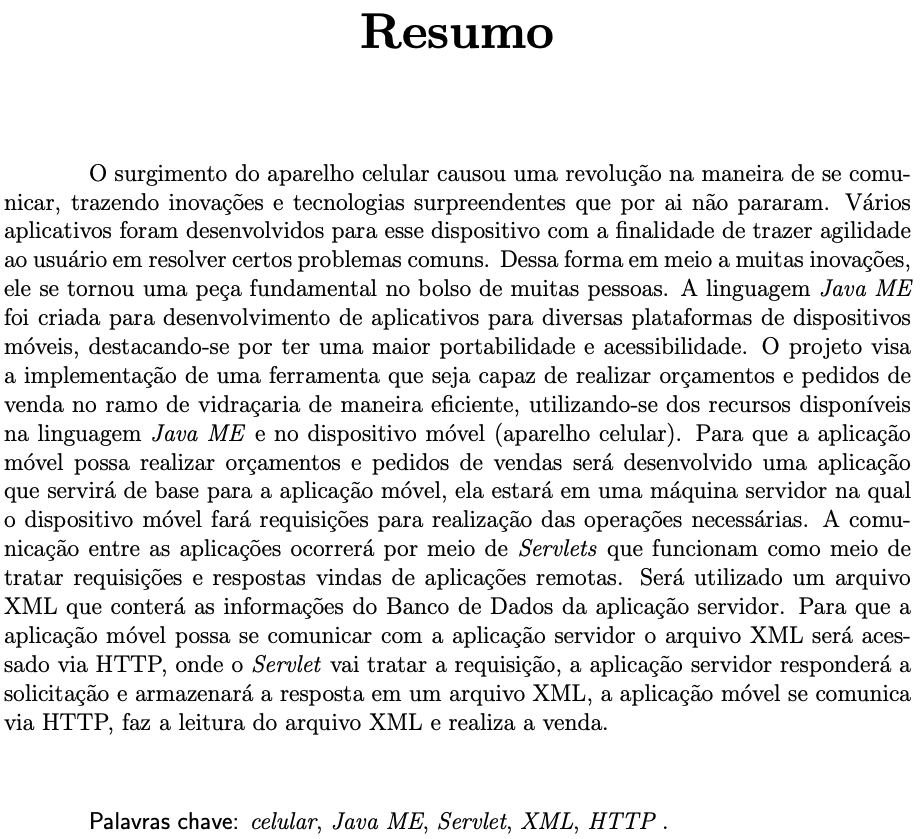 Resumo
O surgimento do aparelho celular causou uma revolução na maneira de se comu-
nicar, trazendo inovações e tecnologias surpreendentes que por ai não pararam. Vários
aplicativos foram desenvolvidos para esse dispositivo com a finalidade de trazer agilidade
ao usuário em resolver certos problemas comuns. Dessa forma em meio a muitas inovações,
ele se tornou uma peça fundamental no bolso de muitas pessoas. A linguagem Java ME
foi criada para desenvolvimento de aplicativos para diversas plataformas de dispositivos
móveis, destacando-se por ter uma maior portabilidade e acessibilidade. O projeto visa
a implementação de uma ferramenta que seja capaz de realizar orçamentos e pedidos de
venda no ramo de vidraçaria de maneira eficiente, utilizando-se dos recursos disponíveis
na linguagem Java ME e no dispositivo móvel (aparelho celular). Para que a aplicação
móvel possa realizar orçamentos e pedidos de vendas será desenvolvido uma aplicação
que servirá de base para a aplicação móvel, ela estará em uma máquina servidor na qual
o dispositivo móvel fará requisições para realização das operações necessárias. A comu-
nicação entre as aplicações ocorrerá por meio de Servlets que funcionam como meio de
tratar requisições e respostas vindas de aplicações remotas. Será utilizado um arquivo
XML que conterá as informações do Banco de Dados da aplicação servidor. Para que a
aplicação móvel possa se comunicar com a aplicação servidor o arquivo XML será aces-
sado via HTTP, onde o Servlet vai tratar a requisição, a aplicação servidor responderá a
solicitação e armazenará a resposta em um arquivo XML, a aplicação móvel se comunica
via HTTP, faz a leitura do arquivo XML e realiza a venda.
Palavras chave: celular, Java ME, Servlet, XML, HTTP .